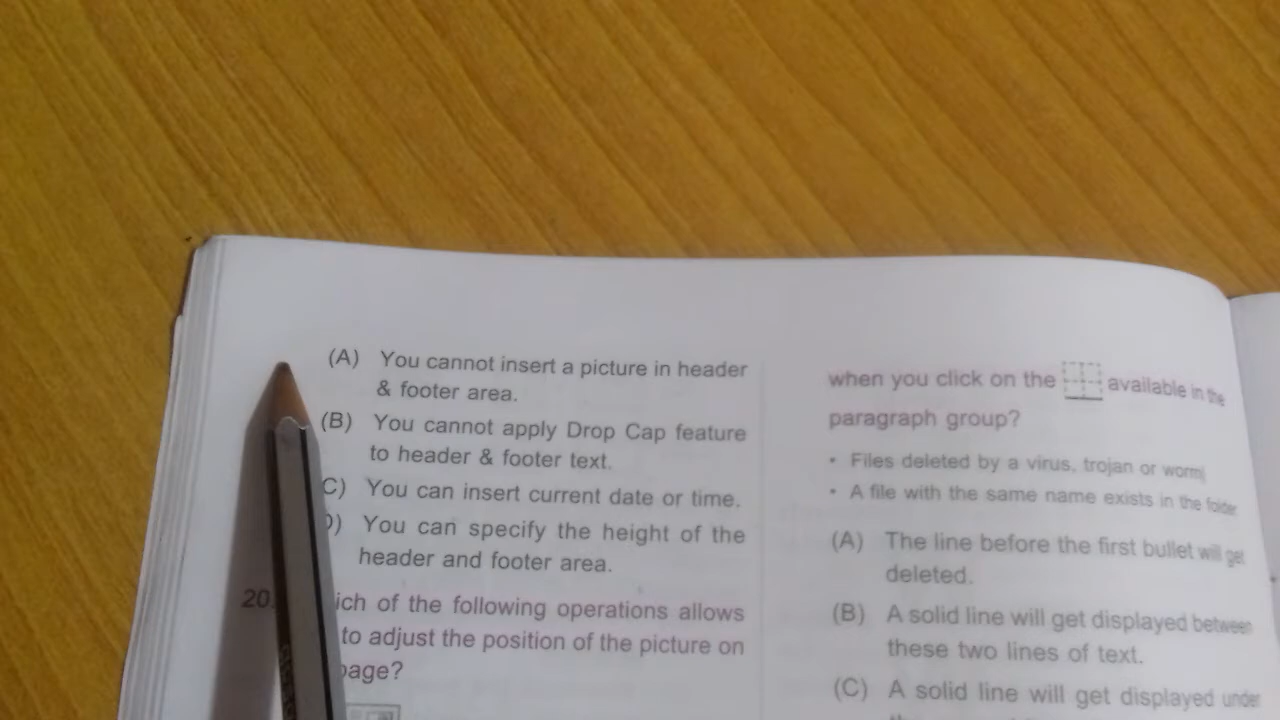 (A) You cannot insert a picture in header
& footer area.
(B) You cannot apply Drop Cap feature
to header & footer text.
C) You can insert current date or time.
) You can specify the height of the
header and footer area.
20. ich of the following operations allows
to adjust the position of the picture on
page?
when you click on the available in the
paragraph group?
• Files deleted by a virus, trojan or worm
• A file with the same name exists in the folder
(A) The line before the first bullet will get
deleted.
(B) A solid line will get displayed between
these two lines of text.
(C) A solid line will get displayed under